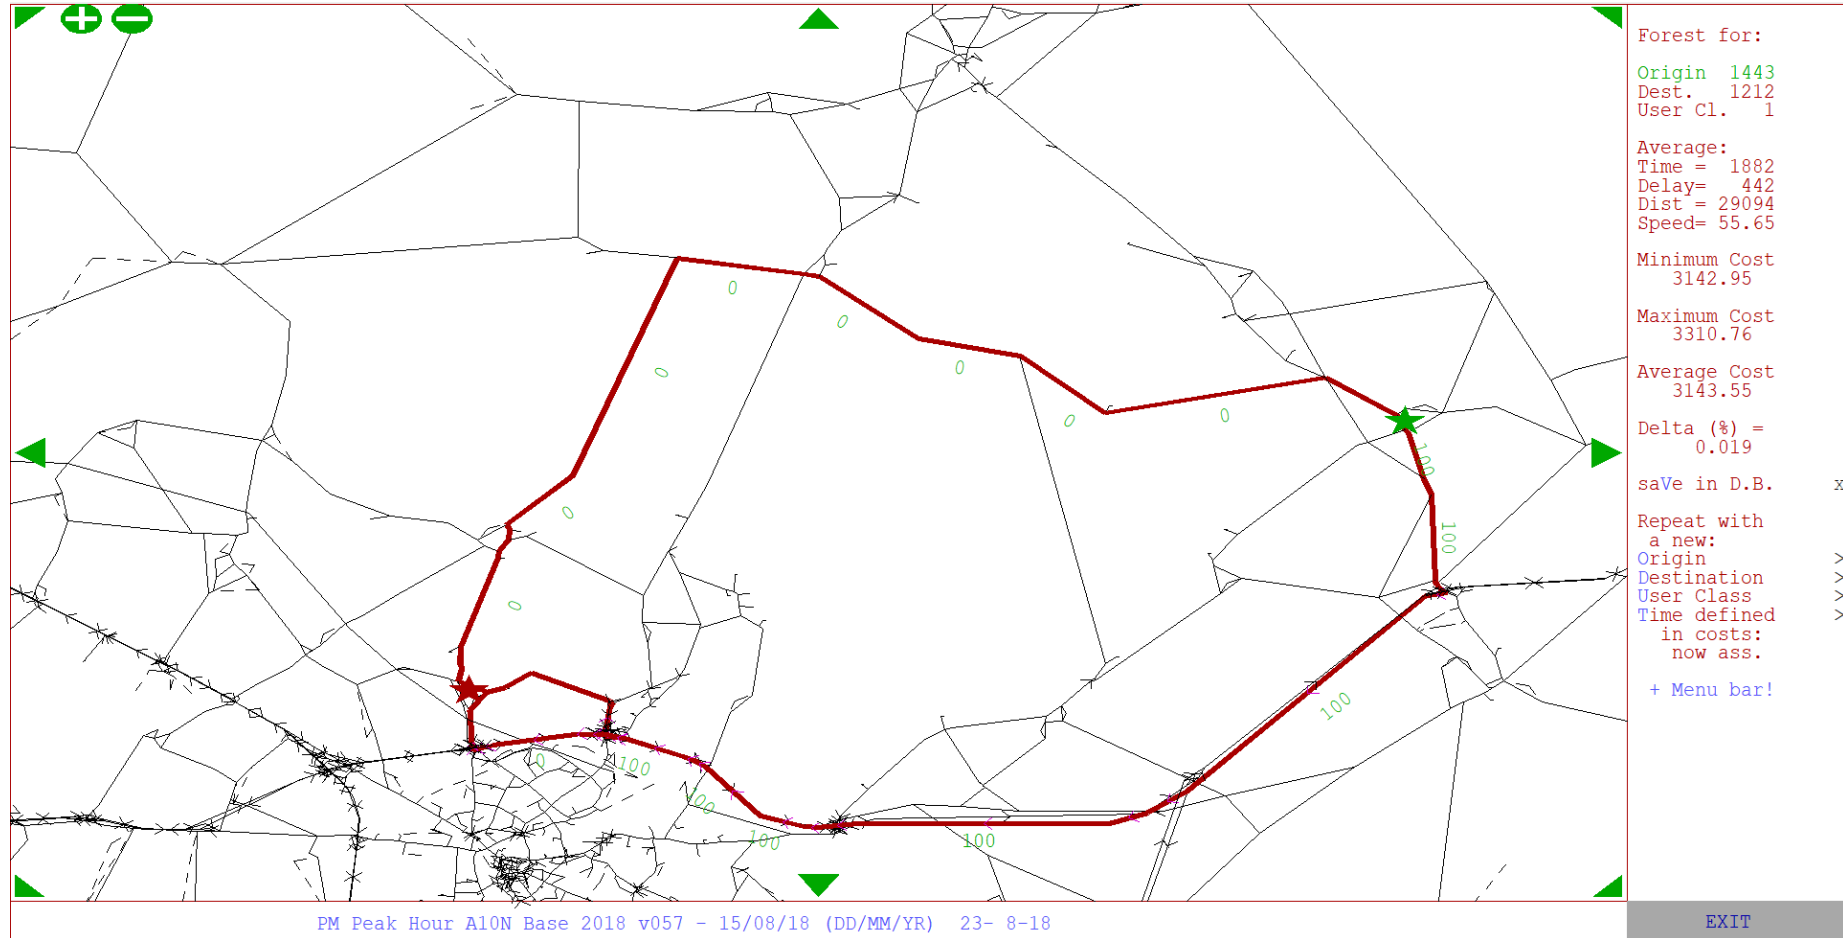 Forest for:
Origin 1443
Dest. 1212
User Cl. 1
Average:
Time = 1882
Delay= 442
Dist = 29094
Speed= 55.65
Minimum Cost
3142.95
Maximum Cost
3310.76
Average Cost
3143.55
Delta (%) =
0.019
saVe in D.B. x
Repeat with
a new:
Origin >
Destination >
User Class >
Time defined >
in costs:
now ass.
+ Menu bar!
EXIT
0
0
0
0
0
0
100
0
100
0
100
0
100
100
100
100
PM Peak Hour A10N Base 2018 v057 - 15/08/18 (DD/MM/YR) 23- 8-18